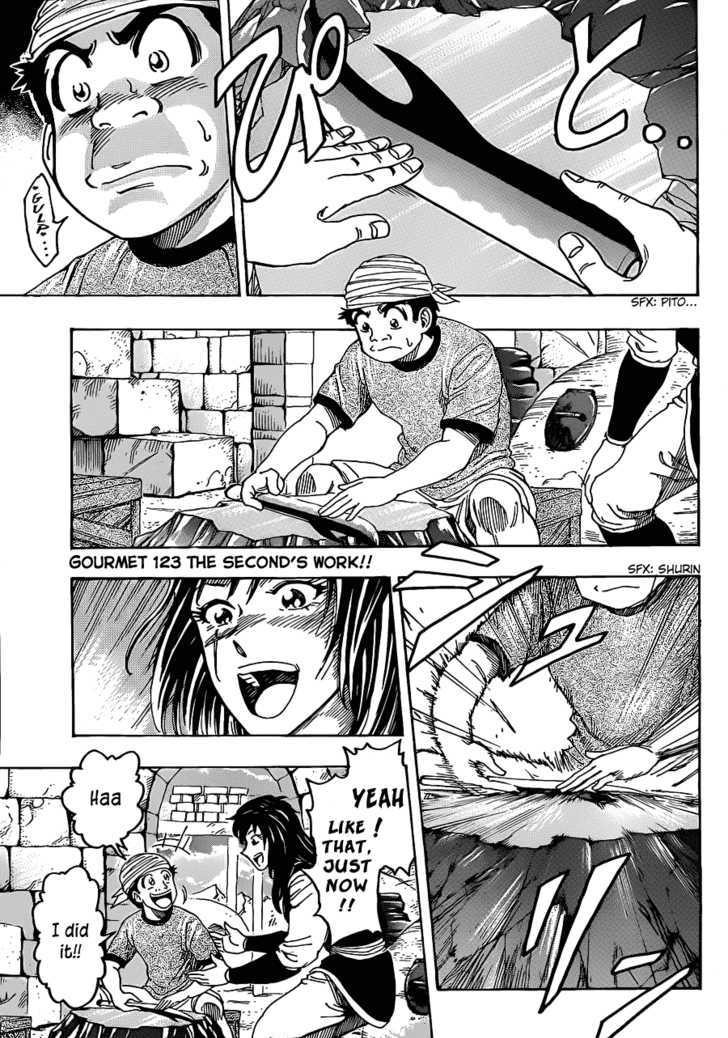 ぴと...
SFX: PITO...
GULP...
GOURMET 123 THE SECOND'S WORK!!
SFX: SHURIN
YEAH!
LIKE
THAT,
JUST
NOW
!!
Haa
I did
it!!